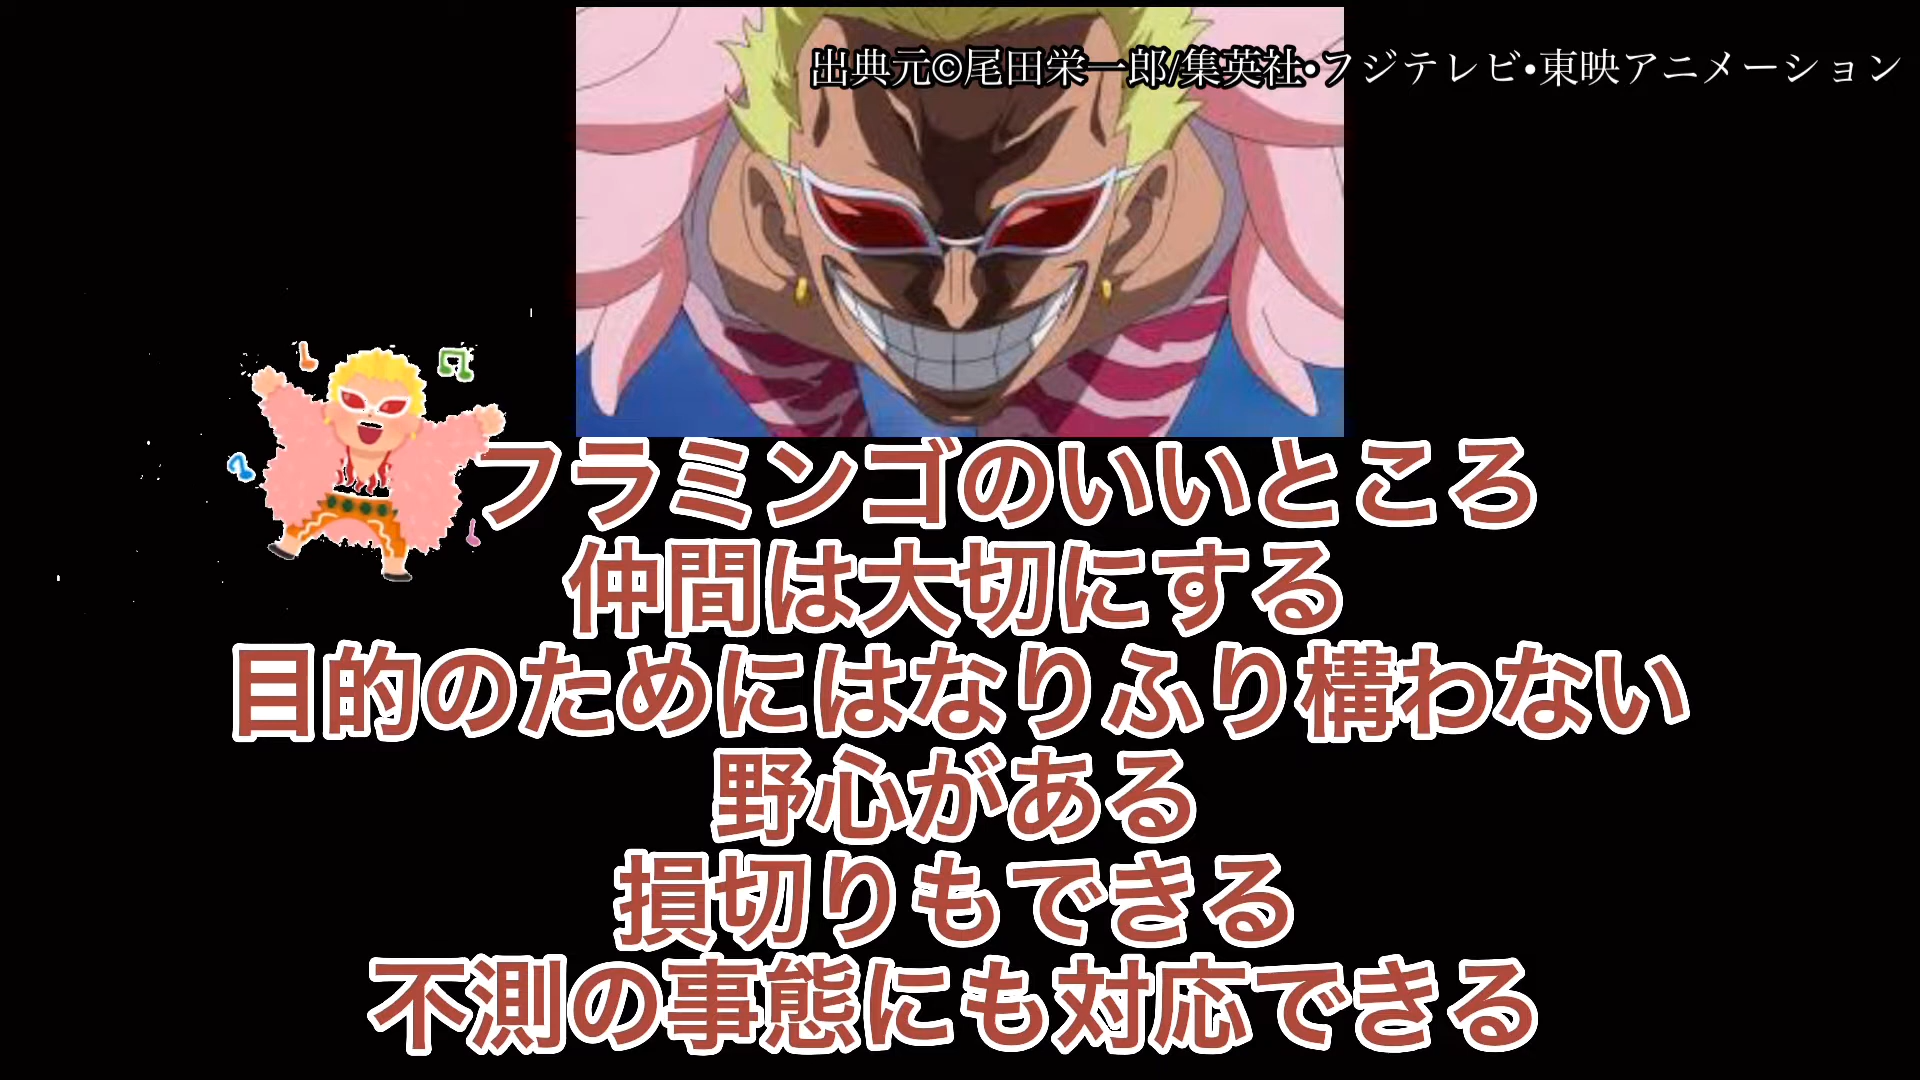 出典元©尾田栄一郎/集英社•フジテレビ•東映アニメーション
フラミンゴのいいところ
仲間は大切にする
目的のためにはなりふり構わない
野心がある
損切りもできる
不測の事態にも対応できる